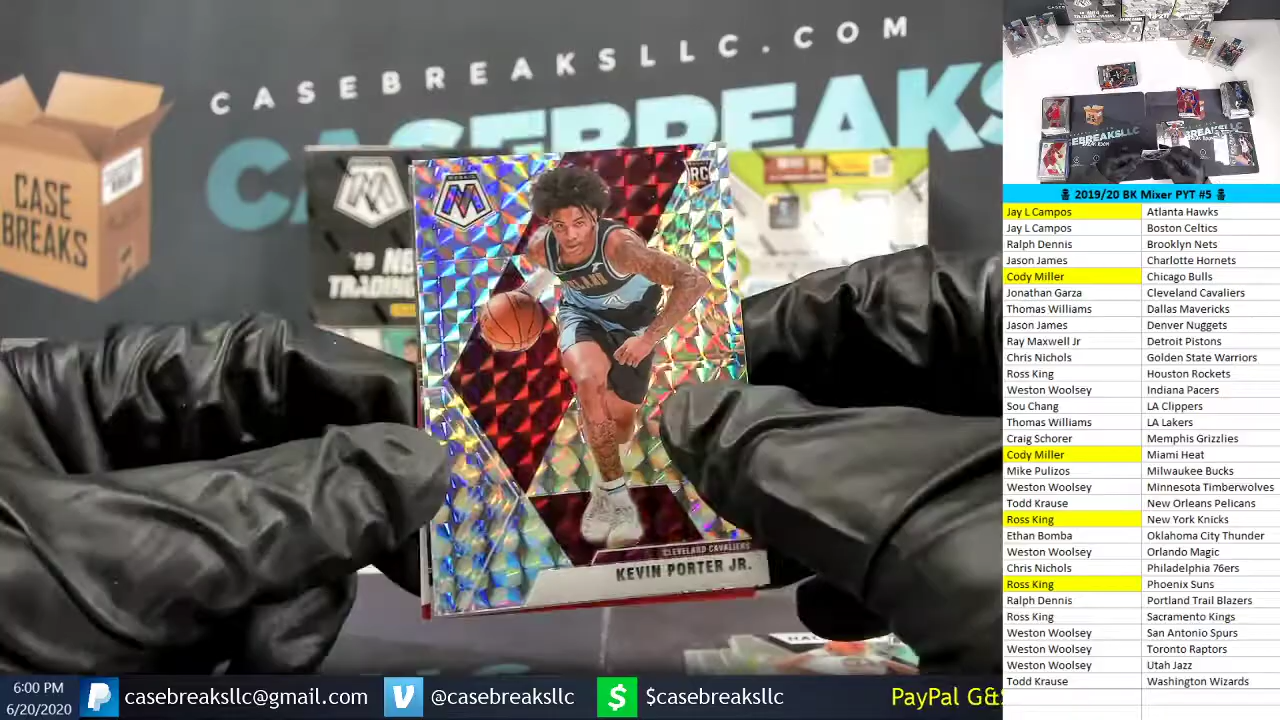 CASEBREAKSLLC.COM
CASEBREAKS
CASE
BREAKS
'19 NB
TRADING
MOSAIC
M
RC
CLEVELAND CAVALIERS
KEVIN PORTER JR.
CASEBREAKSLLC
2019/20 BK Mixer PYT #5
Jay L Campos Atlanta Hawks
Jay L Campos Boston Celtics
Ralph Dennis Brooklyn Nets
Jason James Charlotte Hornets
Cody Miller Chicago Bulls
Jonathan Garza Cleveland Cavaliers
Thomas Williams Dallas Mavericks
Jason James Denver Nuggets
Ray Maxwell Jr Detroit Pistons
Chris Nichols Golden State Warriors
Ross King Houston Rockets
Weston Woolsey Indiana Pacers
Sou Chang LA Clippers
Thomas Williams LA Lakers
Craig Schorer Memphis Grizzlies
Cody Miller Miami Heat
Mike Pulizos Milwaukee Bucks
Weston Woolsey Minnesota Timberwolves
Todd Krause New Orleans Pelicans
Ross King New York Knicks
Ethan Bomba Oklahoma City Thunder
Weston Woolsey Orlando Magic
Chris Nichols Philadelphia 76ers
Ross King Phoenix Suns
Ralph Dennis Portland Trail Blazers
Ross King Sacramento Kings
Weston Woolsey San Antonio Spurs
Weston Woolsey Toronto Raptors
Weston Woolsey Utah Jazz
Todd Krause Washington Wizards
6:00 PM
6/20/2020
casebreaksllc@gmail.com
@casebreaksllc
$casebreaksllc
PayPal G&